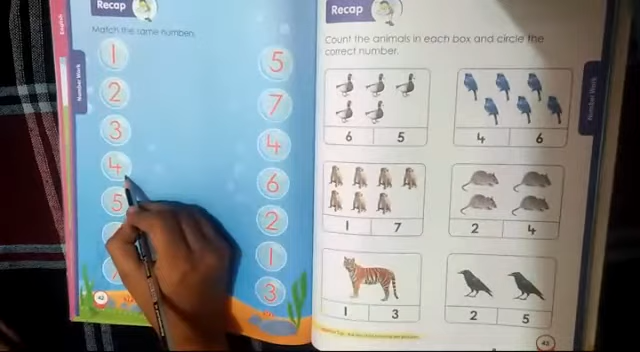 Recap
English
Match the same number.
Number Work
1
5
2
7
3
4
4
6
5
2
1
3
42
Recap
Count the animals in each box and circle the
correct number.
Number Work
6 5
4 6
1 7
2 4
1 3
2 5
43